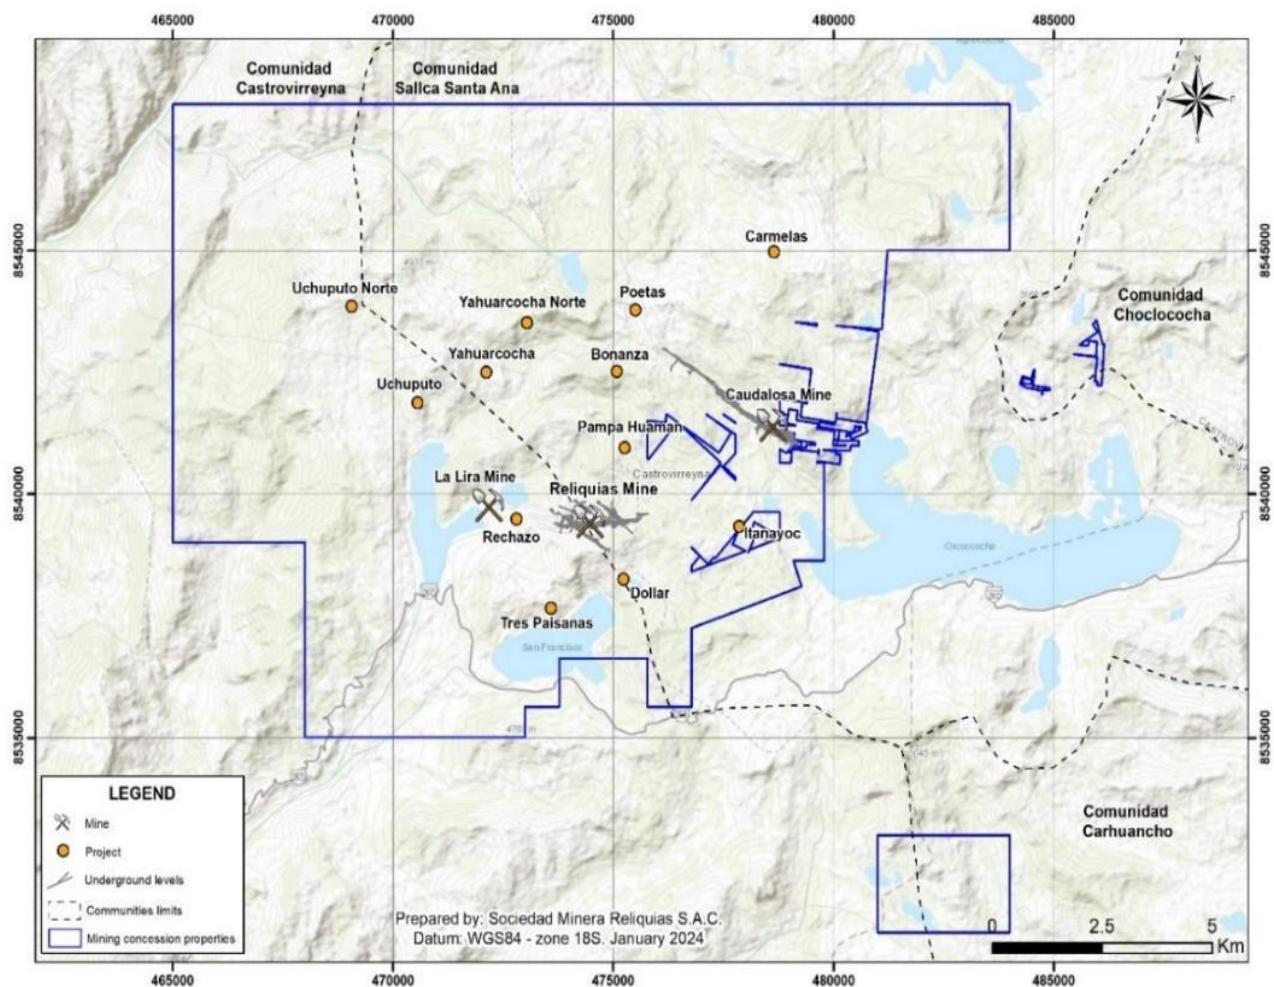 465000 470000 475000 480000 485000
Comunidad
Castrovirreyna
Comunidad
Sallca Santa Ana
N
8545000
8545000
Carmelas
Uchuputo Norte
Yahuarcocha Norte
Poetas
Comunidad
Choclococha
Yahuarcocha
Bonanza
Uchuputo
Caudalosa Mine
Pampa Huaman
Castrovirreyna
La Lira Mine
Reliquias Mine
8540000
8540000
Rechazo
Itanayoc
Orcococha
Dollar
Tres Paisanas
San Francisco
8535000
8535000
LEGEND
Mine
Project
Underground levels
Communities limits
Mining concession properties
Comunidad
Carhuancho
Prepared by: Sociedad Minera Reliquias S.A.C.
Datum: WGS84 - zone 18S. January 2024
0 2.5 5
Km
465000 470000 475000 480000 485000